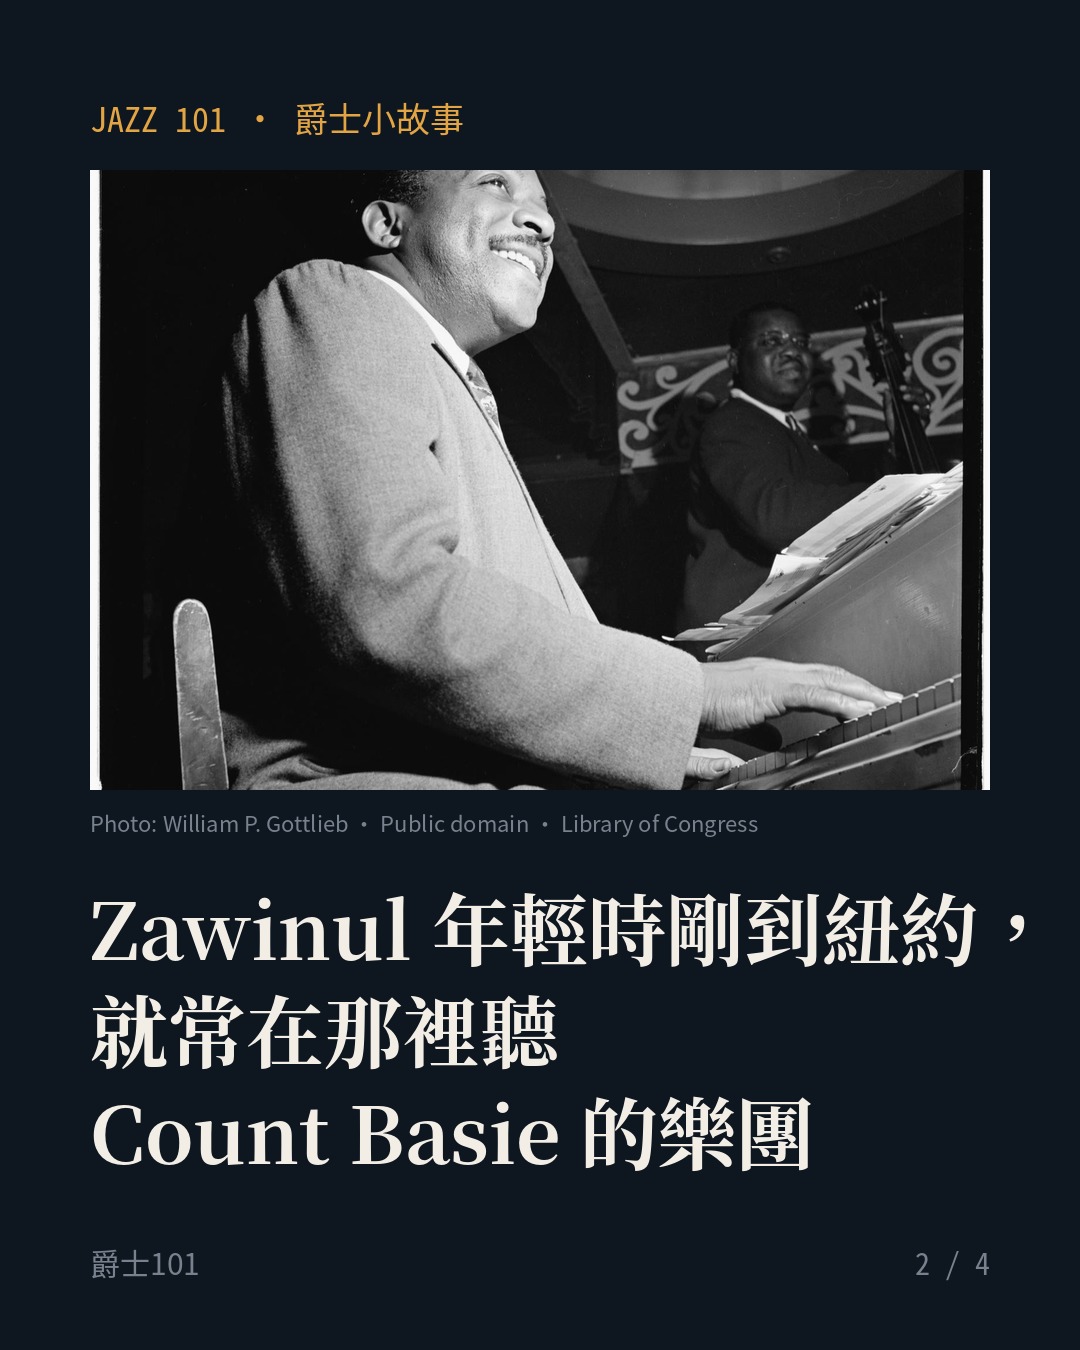 JAZZ 101 • 爵士小故事
Photo: William P. Gottlieb • Public domain • Library of Congress
Zawinul 年輕時剛到紐約，
就常在那裡聽
Count Basie 的樂團
爵士101
2 / 4